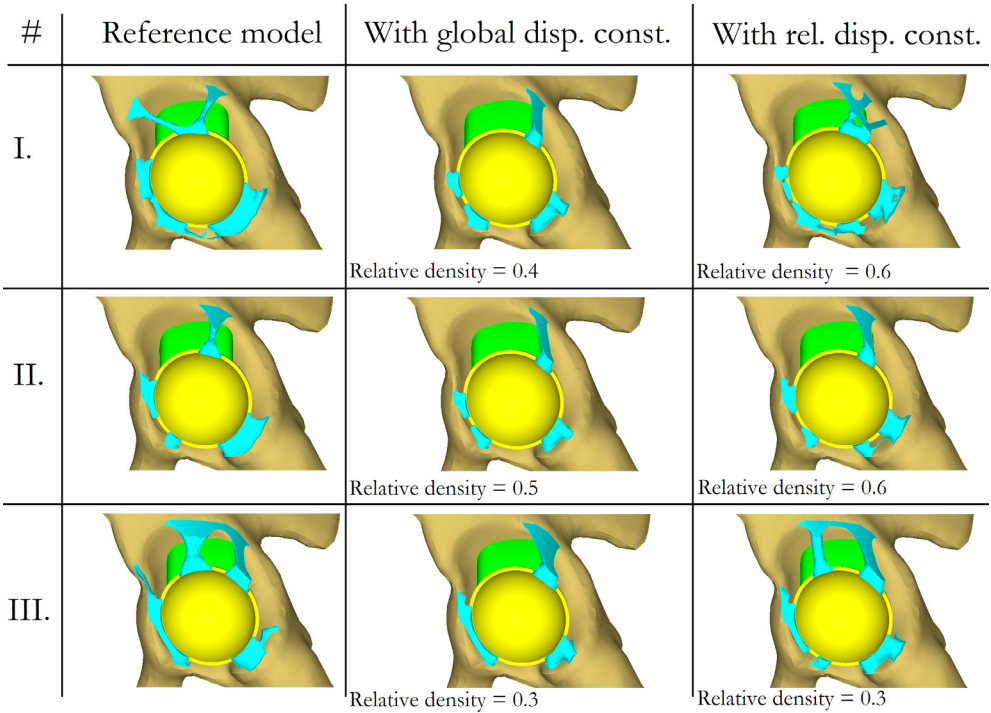 # Reference model With global disp. const. With rel. disp. const.
I.
Relative density = 0.4 Relative density = 0.6
II.
Relative density = 0.5 Relative density = 0.6
III.
Relative density = 0.3 Relative density = 0.3